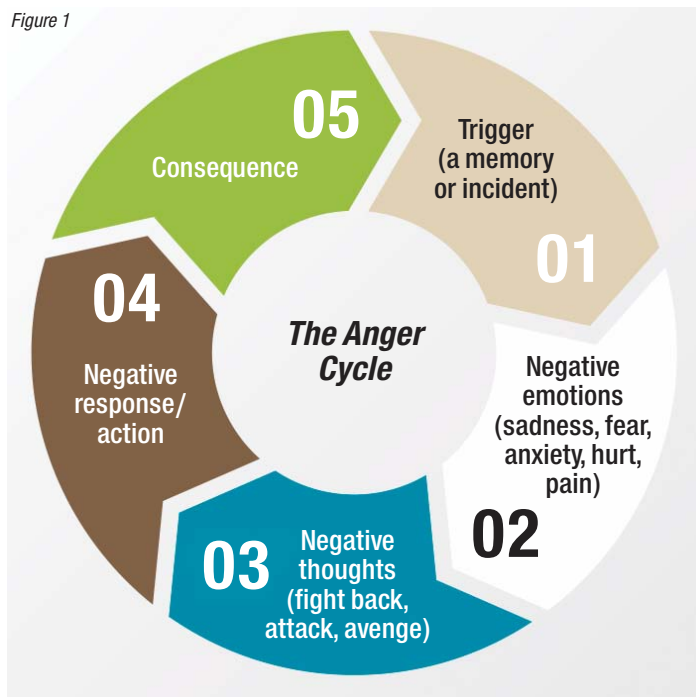 Figure 1
05
Consequence
Trigger
(a memory
or incident)
01
The Anger
Cycle
04
Negative
response/
action
Negative
emotions
(sadness, fear,
anxiety, hurt,
pain)
02
03
Negative
thoughts
(fight back,
attack, avenge)